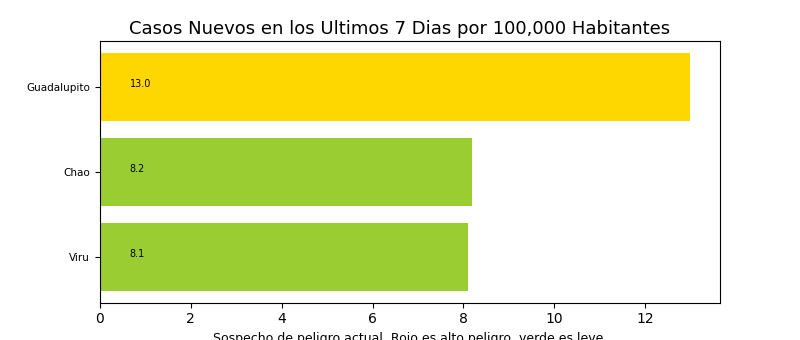 Casos Nuevos en los Ultimos 7 Dias por 100,000 Habitantes
Guadalupito
13.0
Chao
8.2
Viru
8.1
0 2 4 6 8 10 12
Sospecho de peligro actual. Rojo es alto peligro, verde es leve